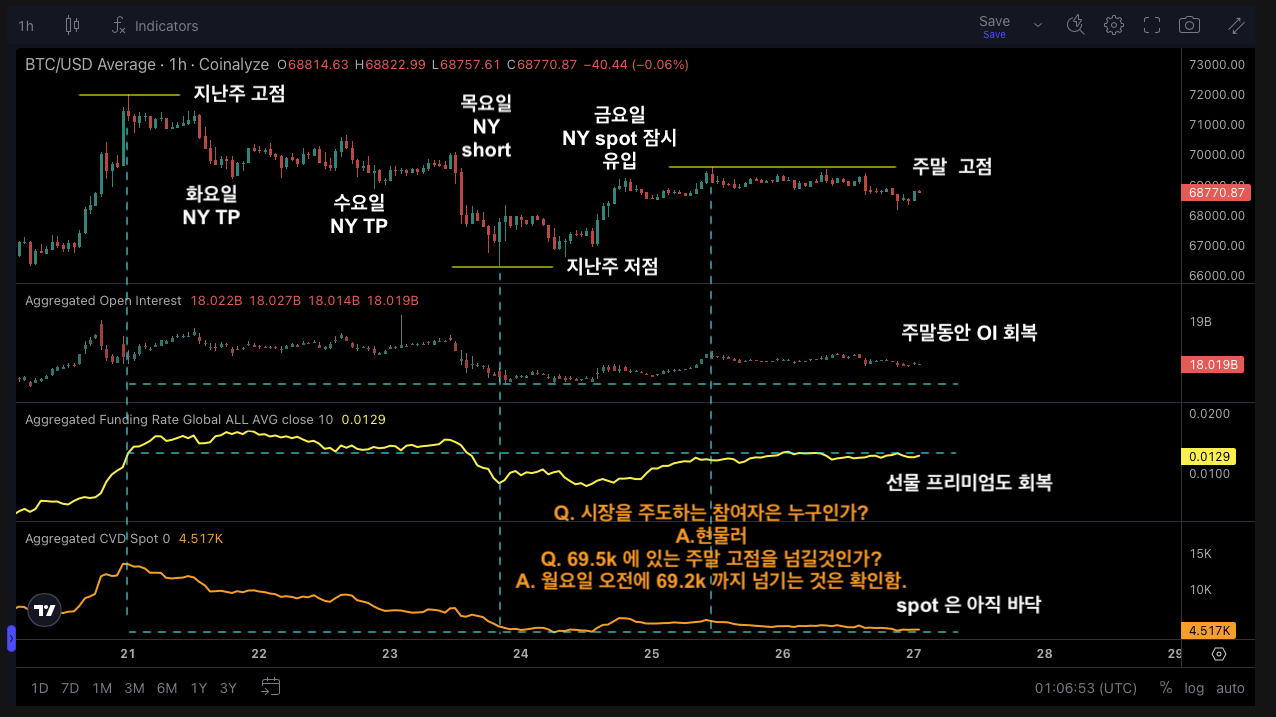 1h
Indicators
Save
Save
BTC/USD Average · 1h · Coinalyze O68814.63 H68822.99 L68757.61 C68770.87 −40.44 (−0.06%)
73000.00
72000.00
71000.00
70000.00
69000.00
68770.87
68000.00
67000.00
66000.00
지난주 고점
화요일
NY TP
수요일
NY TP
목요일
NY
short
지난주 저점
금요일
NY spot 잠시
유입
주말 고점
Aggregated Open Interest 18.022B 18.027B 18.014B 18.019B
19B
18.019B
주말동안 OI 회복
Aggregated Funding Rate Global ALL AVG close 10 0.0129
0.0200
0.0129
0.0100
선물 프리미엄도 회복
Q. 시장을 주도하는 참여자은 누구인가?
A.현물러
Q. 69.5k 에 있는 주말 고점을 넘길것인가?
A. 월요일 오전에 69.2k 까지 넘기는 것은 확인함.
Aggregated CVD Spot 0 4.517K
15K
10K
4.517K
spot 은 아직 바닥
21 22 23 24 25 26 27 28 29
1D 7D 1M 3M 6M 1Y 3Y
01:06:53 (UTC) % log auto